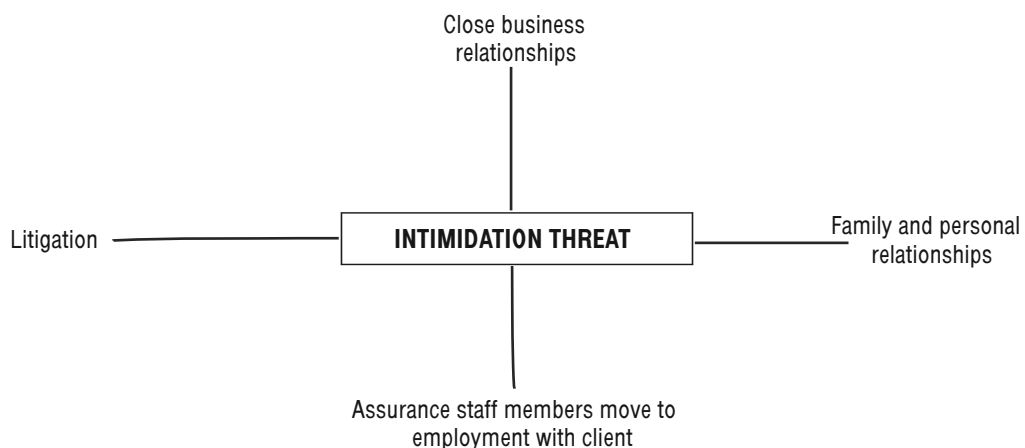 Close business
relationships
Litigation
INTIMIDATION THREAT
Family and personal
relationships
Assurance staff members move to
employment with client